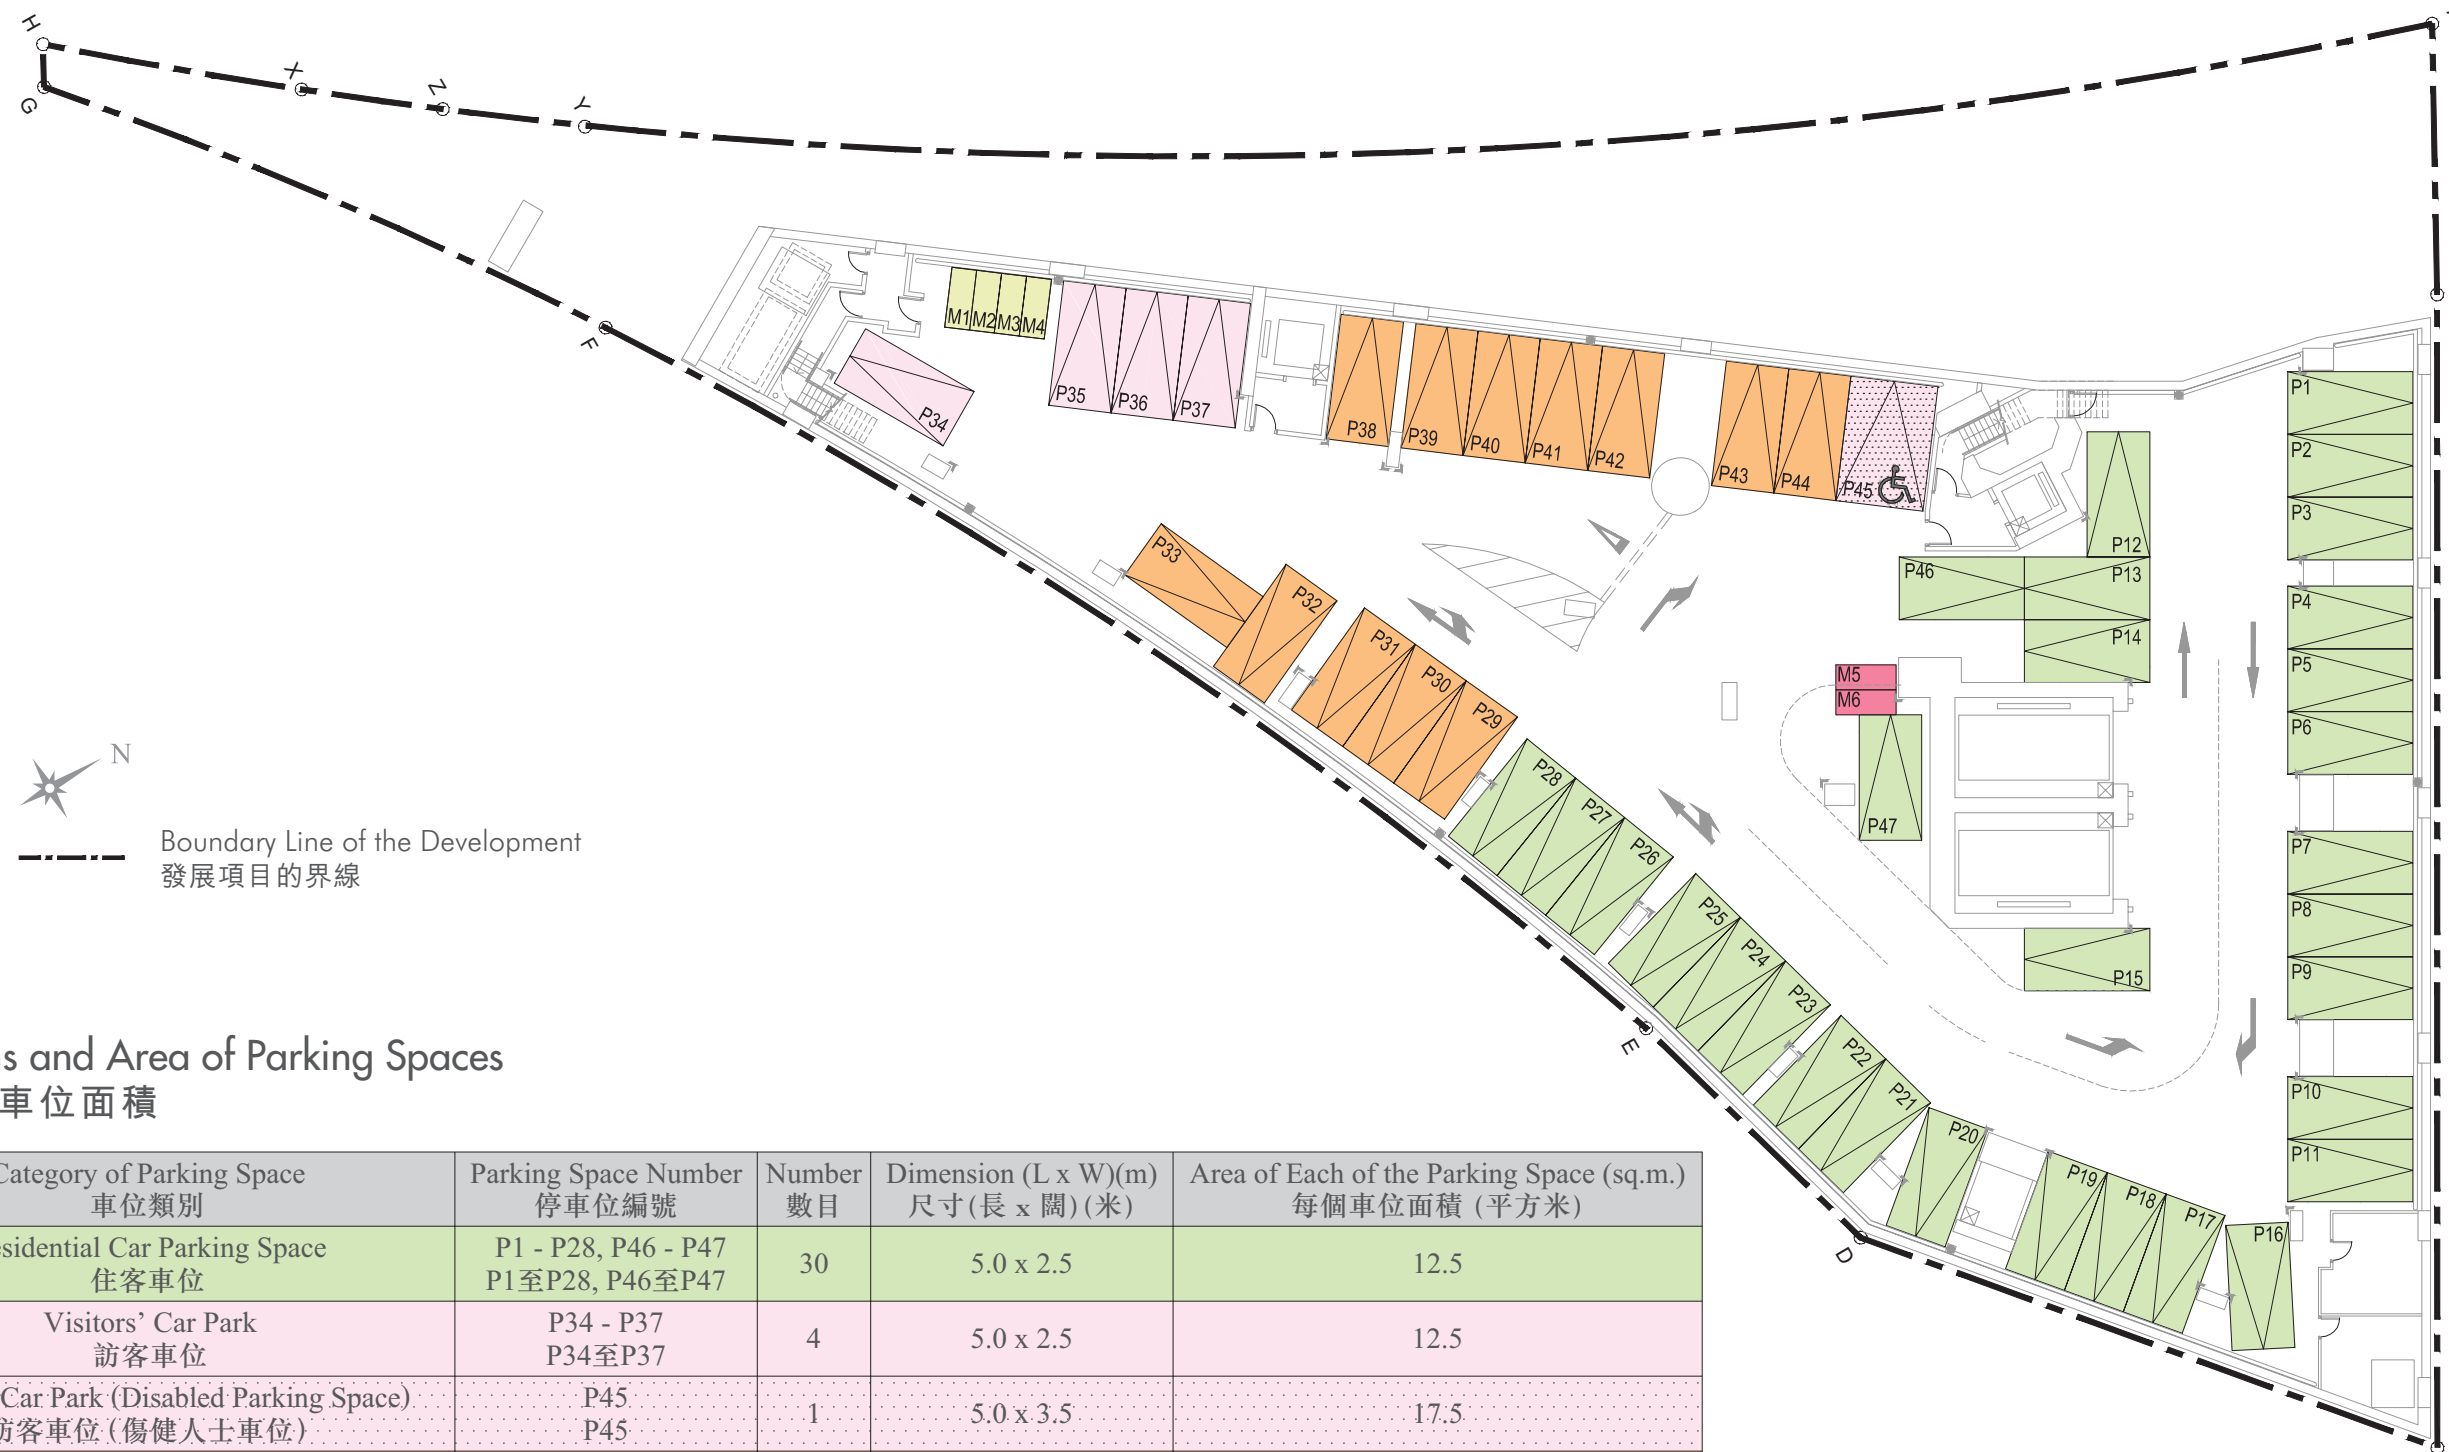 H
G
X
Z
Y
F
M1 M2 M3 M4
P34
P35
P36
P37
P38
P39
P40
P41
P42
P43
P44
P45
P1
P2
P3
P4
P5
P6
P7
P8
P9
P10
P11
P12
P46
P13
P14
M5
M6
P47
P15
P33
P32
P31
P30
P29
P28
P27
P26
P25
P24
P23
P22
P21
P20
P19
P18
P17
P16
E
D
N
Boundary Line of the Development
發展項目的界線
s and Area of Parking Spaces
車位面積
Category of Parking Space
車位類別
Parking Space Number
停車位編號
Number
數目
Dimension (L x W)(m)
尺寸(長 x 闊)(米)
Area of Each of the Parking Space (sq.m.)
每個車位面積 (平方米)
esidential Car Parking Space
住客車位
P1 - P28, P46 - P47
P1至P28, P46至P47
30
5.0 x 2.5
12.5
Visitors’ Car Park
訪客車位
P34 - P37
P34至P37
4
5.0 x 2.5
12.5
Car Park (Disabled Parking Space)
訪客車位 (傷健人士車位)
P45
P45
1
5.0 x 3.5
17.5